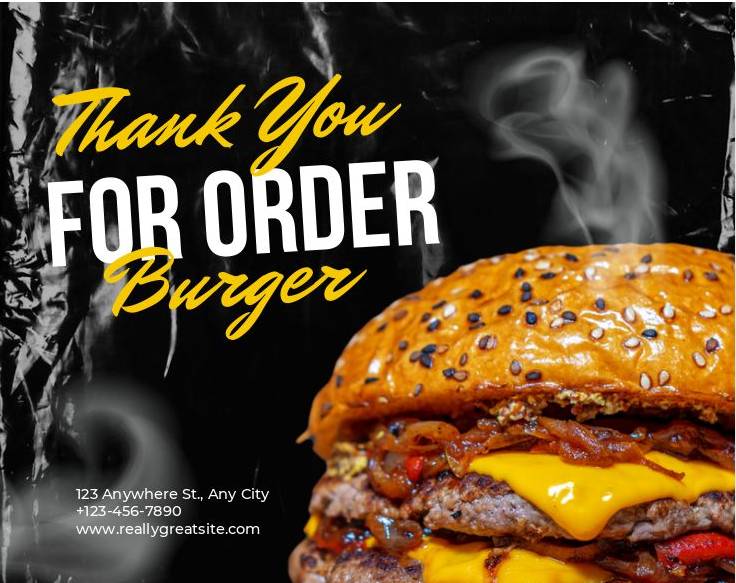 Thank You
FOR ORDER
Burger
123 Anywhere St., Any City
+123-456-7890
www.reallygreatsite.com